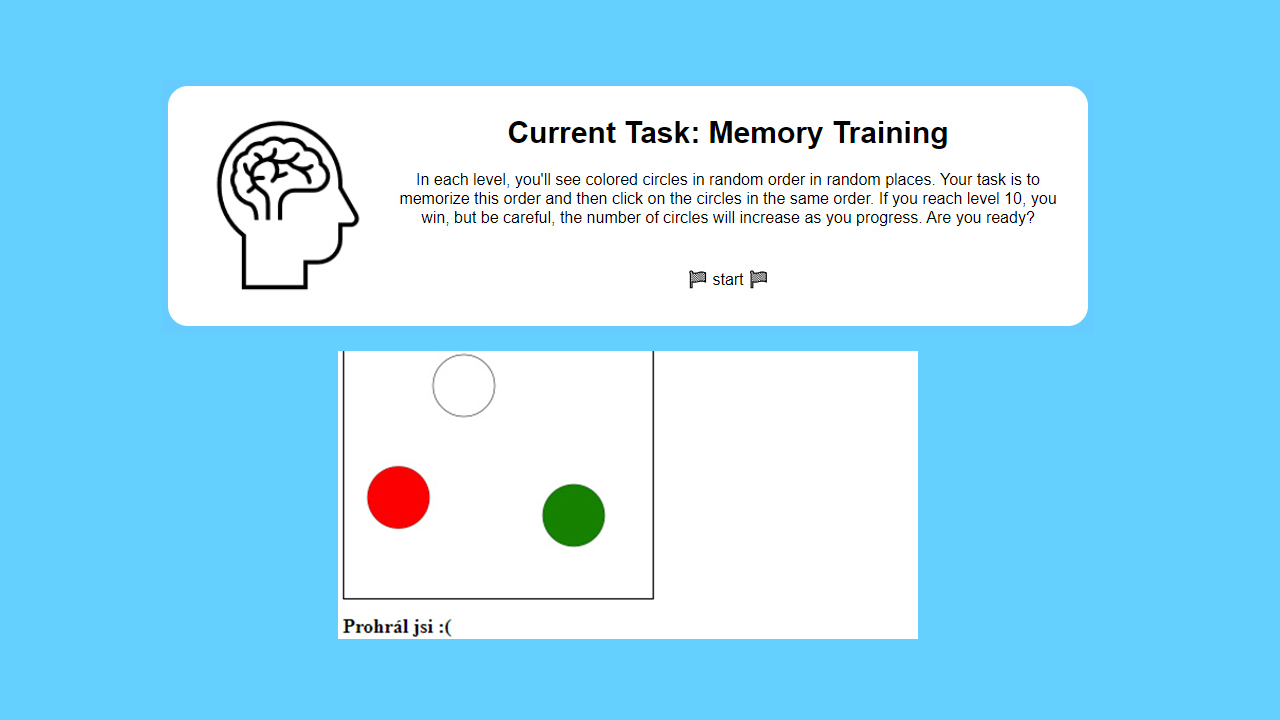 Current Task: Memory Training
In each level, you'll see colored circles in random order in random places. Your task is to
memorize this order and then click on the circles in the same order. If you reach level 10, you
win, but be careful, the number of circles will increase as you progress. Are you ready?
🏁 start 🏁
Prohrál jsi :(